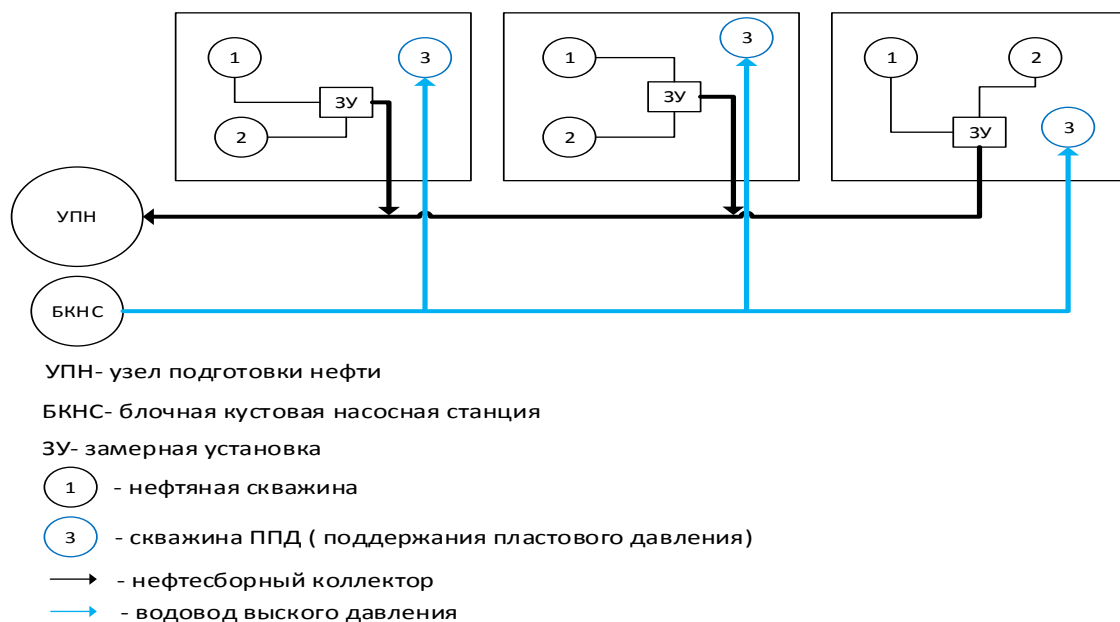 1
3
ЗУ
2
1
3
ЗУ
2
1
2
ЗУ
3
УПН
БКНС
УПН- узел подготовки нефти
БКНС- блочная кустовая насосная станция
ЗУ- замерная установка
1 - нефтяная скважина
3 - скважина ППД ( поддержания пластового давления)
- нефтесборный коллектор
- водовод выского давления